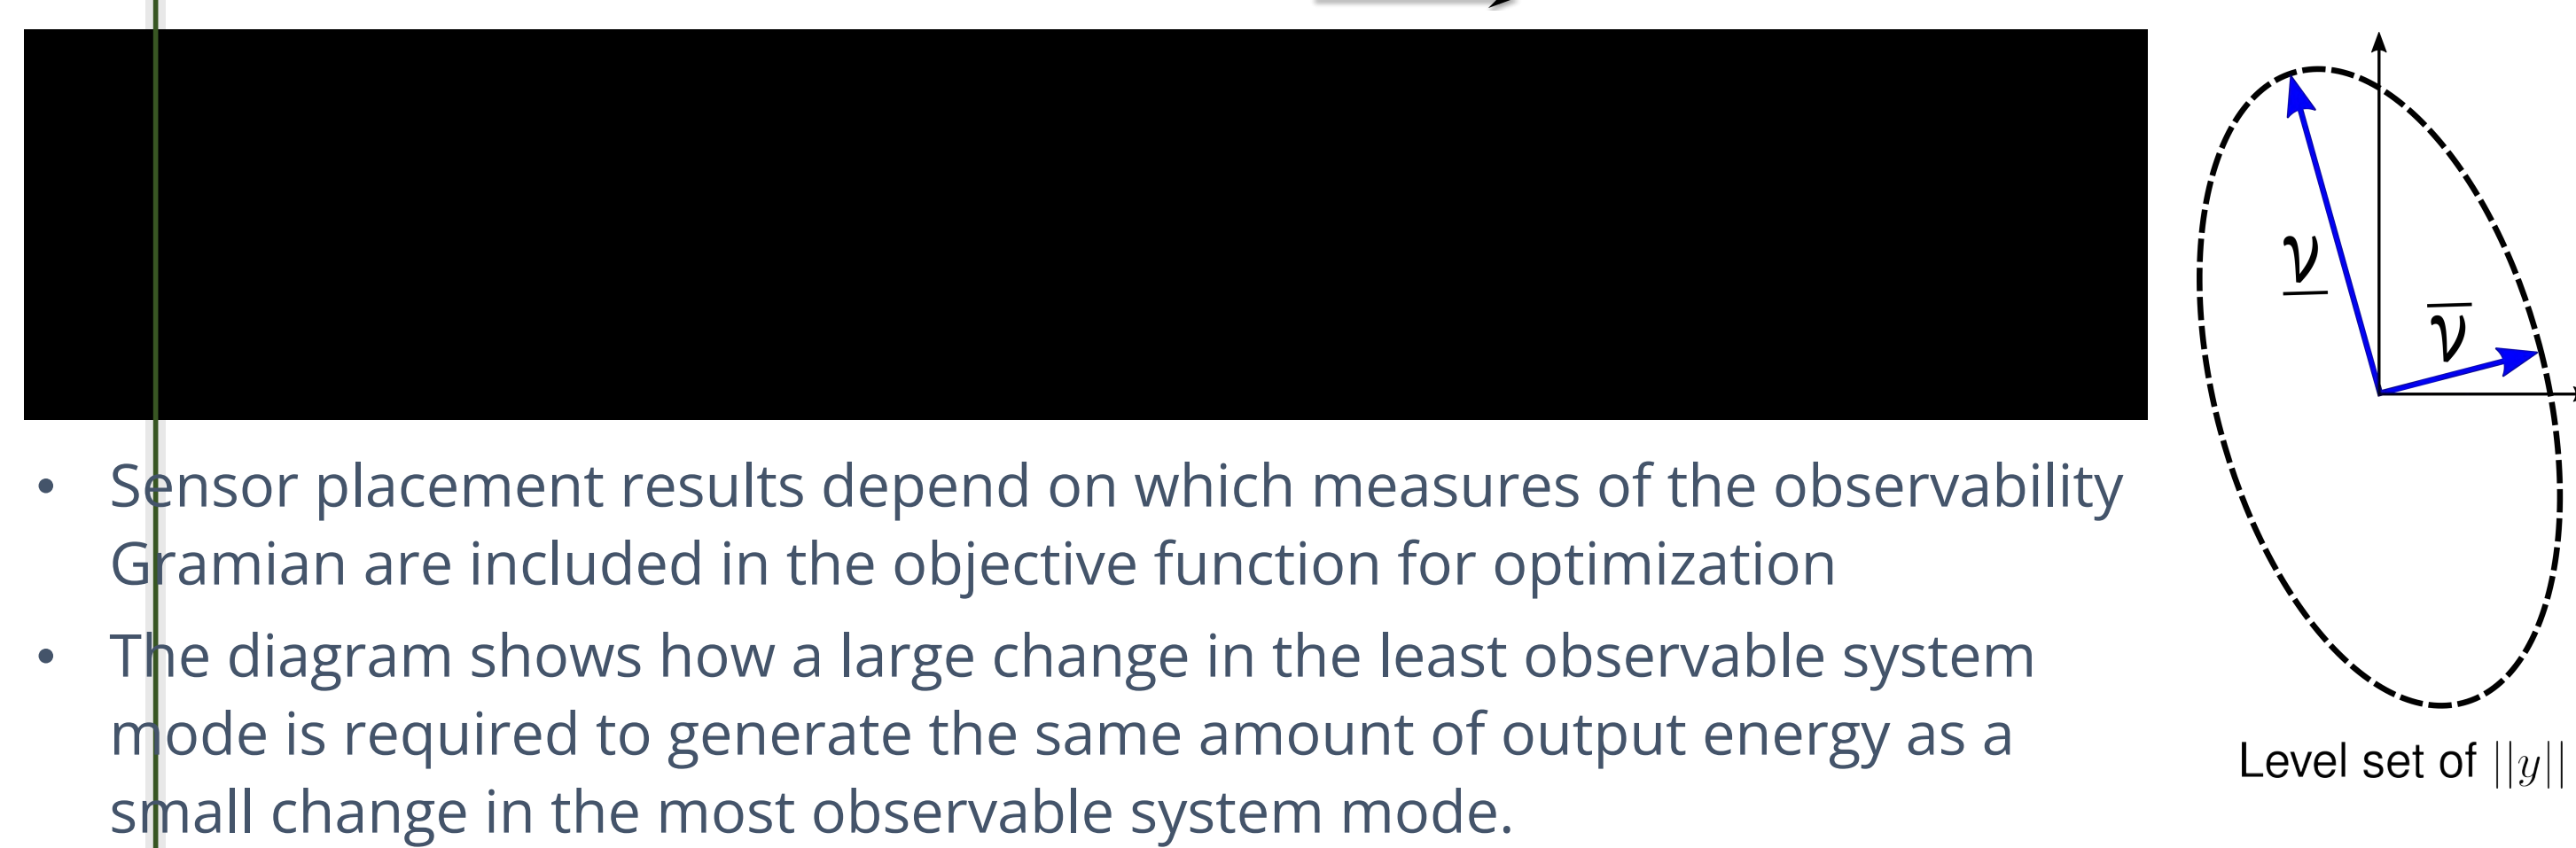 • Sensor placement results depend on which measures of the observability
Gramian are included in the objective function for optimization
• The diagram shows how a large change in the least observable system
mode is required to generate the same amount of output energy as a
small change in the most observable system mode.
ν
ν̅
Level set of ||y||